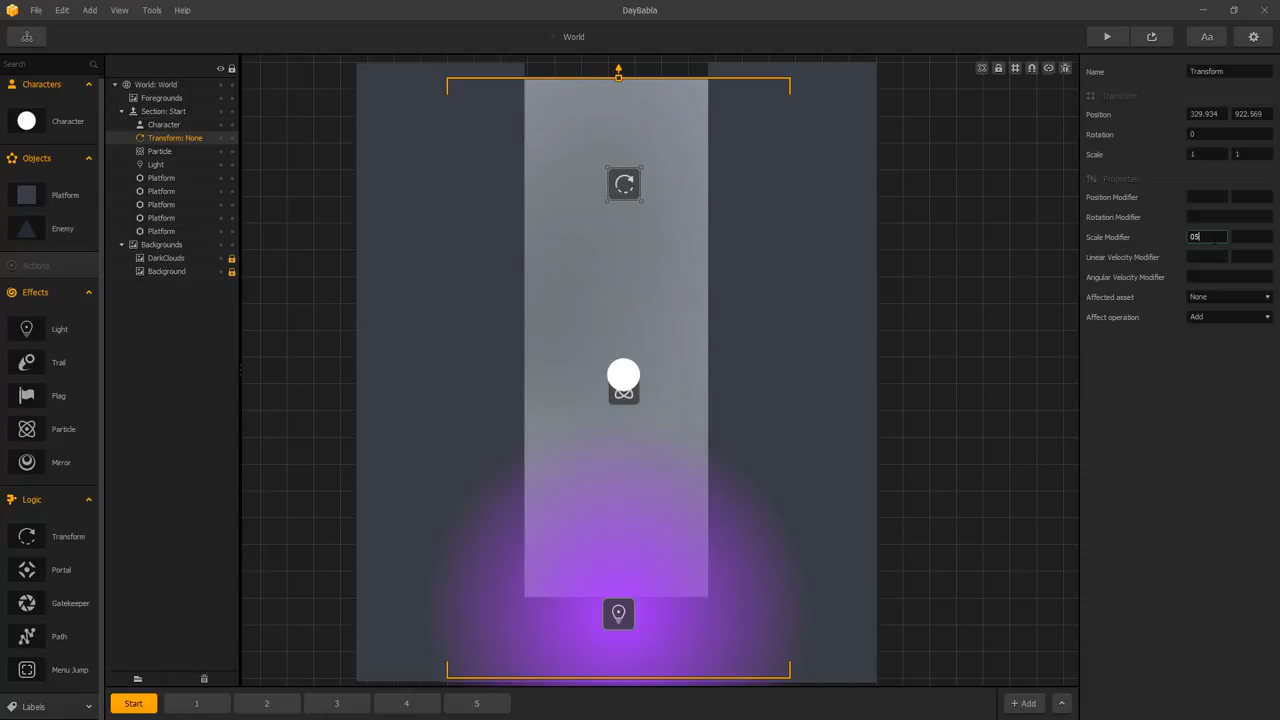 File Edit Add View Tools Help
DayBabla
World
Aa
Search
Characters
Character
Objects
Platform
Enemy
Actions
Effects
Light
Trail
Flag
Particle
Mirror
Logic
Transform
Portal
Gatekeeper
Path
Menu Jump
Labels
World: World
Foregrounds
Section: Start
Character
Transform: None
Particle
Light
Platform
Platform
Platform
Platform
Platform
Backgrounds
DarkClouds
Background
Name Transform
Transform
Position 329.934 922.569
Rotation 0
Scale 1 1
Properties
Position Modifier
Rotation Modifier
Scale Modifier 05
Linear Velocity Modifier
Angular Velocity Modifier
Affected asset None
Affect operation Add
Start 1 2 3 4 5
+ Add